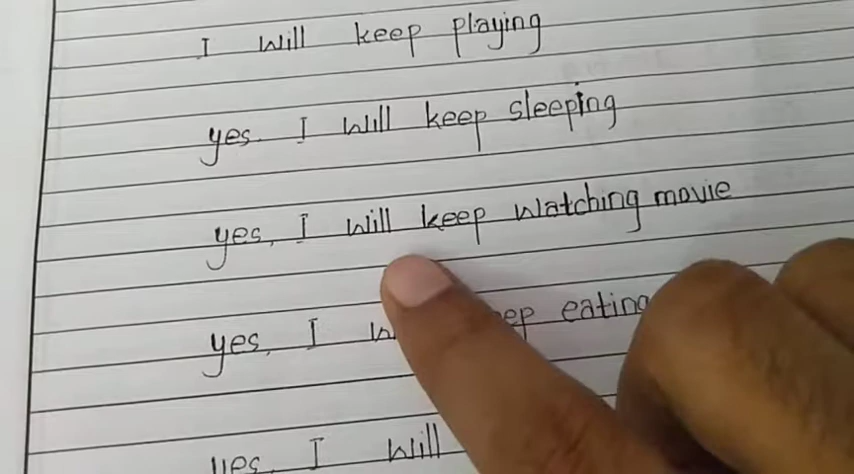 I will keep playing
yes. I will keep sleeping
yes, I will keep watching movie
yes, I eating
yes, I will